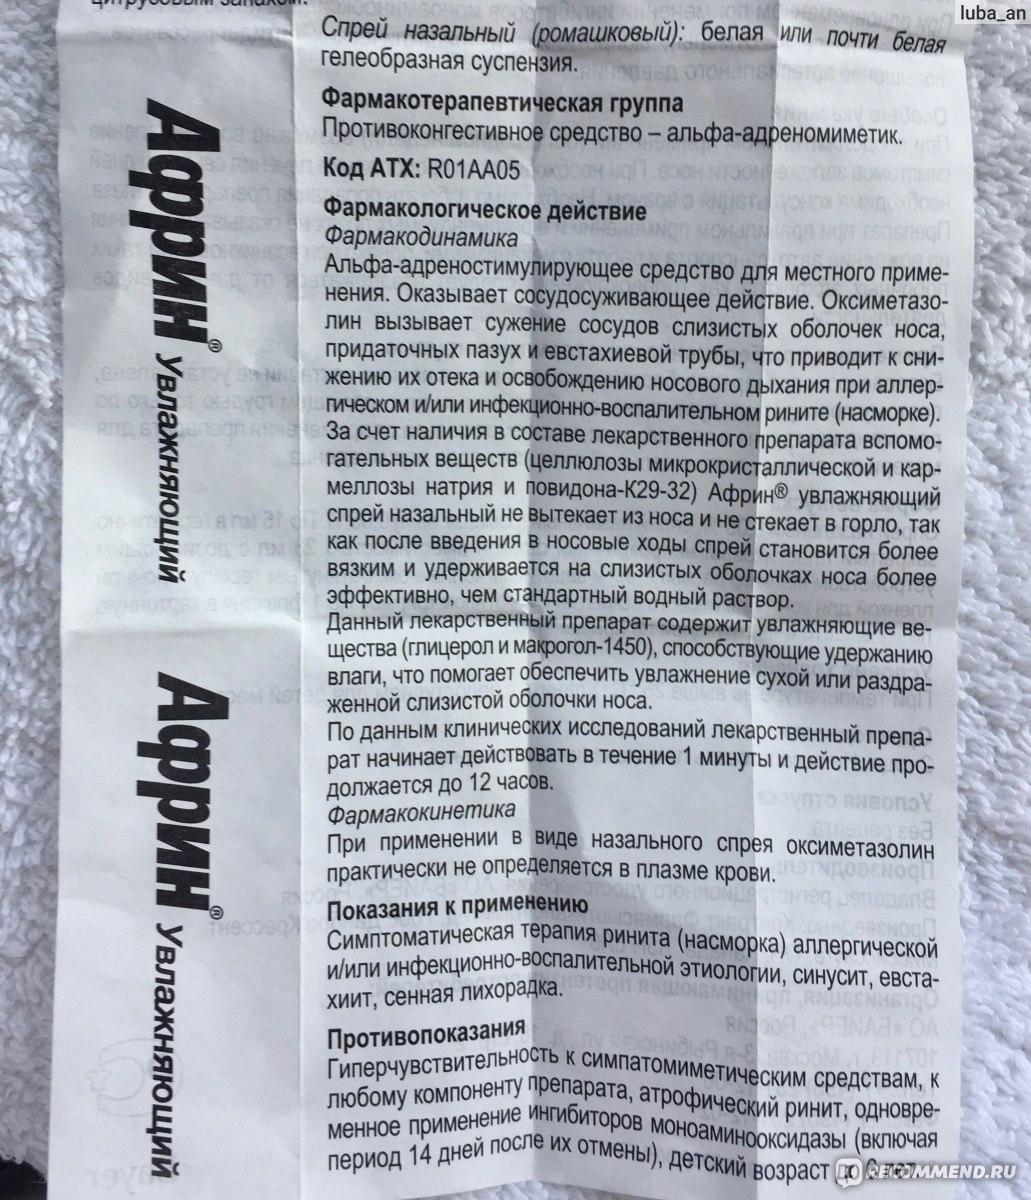 luba_an
цитрусовым запахом.
Спрей назальный (ромашковый): белая или почти белая
гелеобразная суспензия.
Фармакотерапевтическая группа
Противоконгестивное средство – альфа-адреномиметик.
Код АТХ: R01AA05
Фармакологическое действие
Фармакодинамика
Альфа-адреностимулирующее средство для местного приме-
нения. Оказывает сосудосуживающее действие. Оксиметазо-
лин вызывает сужение сосудов слизистых оболочек носа,
придаточных пазух и евстахиевой трубы, что приводит к сни-
жению их отека и освобождению носового дыхания при аллер-
гическом и/или инфекционно-воспалительном рините (насморке).
За счет наличия в составе лекарственного препарата вспомо-
гательных веществ (целлюлозы микрокристаллической и кар-
меллозы натрия и повидона-К29-32) Африн® увлажняющий
спрей назальный не вытекает из носа и не стекает в горло, так
как после введения в носовые ходы спрей становится более
вязким и удерживается на слизистых оболочках носа более
эффективно, чем стандартный водный раствор.
Данный лекарственный препарат содержит увлажняющие ве-
щества (глицерол и макрогол-1450), способствующие удержанию
влаги, что помогает обеспечить увлажнение сухой или раздра-
женной слизистой оболочки носа.
По данным клинических исследований лекарственный препа-
рат начинает действовать в течение 1 минуты и действие про-
должается до 12 часов.
Фармакокинетика
При применении в виде назального спрея оксиметазолин
практически не определяется в плазме крови.
Показания к применению
Симптоматическая терапия ринита (насморка) аллергической
и/или инфекционно-воспалительной этиологии, синусит, евста-
хиит, сенная лихорадка.
Противопоказания
Гиперчувствительность к симпатомиметическим средствам, к
любому компоненту препарата, атрофический ринит, одновре-
менное применение ингибиторов моноаминооксидазы (включая
период 14 дней после их отмены), детский возраст до 6 лет
Африн® увлажняющий
Африн® увлажняющий
IRECOMMEND.RU